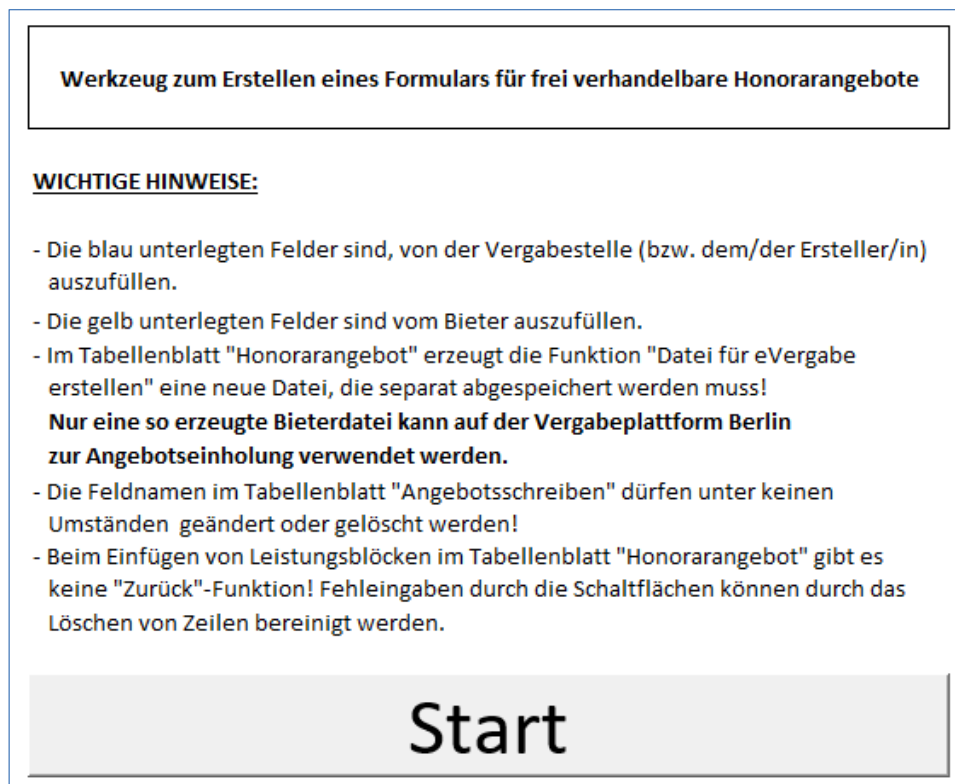 Werkzeug zum Erstellen eines Formulars für frei verhandelbare Honorarangebote
WICHTIGE HINWEISE:
- Die blau unterlegten Felder sind, von der Vergabestelle (bzw. dem/der Ersteller/in)
auszufüllen.
- Die gelb unterlegten Felder sind vom Bieter auszufüllen.
- Im Tabellenblatt "Honorarangebot" erzeugt die Funktion "Datei für eVergabe
erstellen" eine neue Datei, die separat abgespeichert werden muss!
Nur eine so erzeugte Bieterdatei kann auf der Vergabeplattform Berlin
zur Angebotseinholung verwendet werden.
- Die Feldnamen im Tabellenblatt "Angebotsschreiben" dürfen unter keinen
Umständen  geändert oder gelöscht werden!
- Beim Einfügen von Leistungsblöcken im Tabellenblatt "Honorarangebot" gibt es
keine "Zurück"-Funktion! Fehleingaben durch die Schaltflächen können durch das
Löschen von Zeilen bereinigt werden.
Start